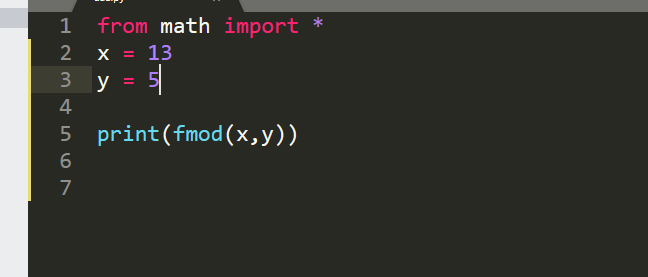 1 from math import *
2 x = 13
3 y = 5
4
5 print(fmod(x,y))
6
7